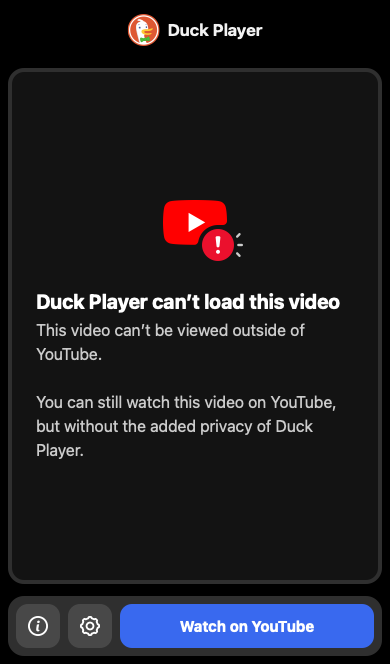 Duck Player
Duck Player can’t load this video
This video can’t be viewed outside of
YouTube.
You can still watch this video on YouTube,
but without the added privacy of Duck
Player.
Watch on YouTube